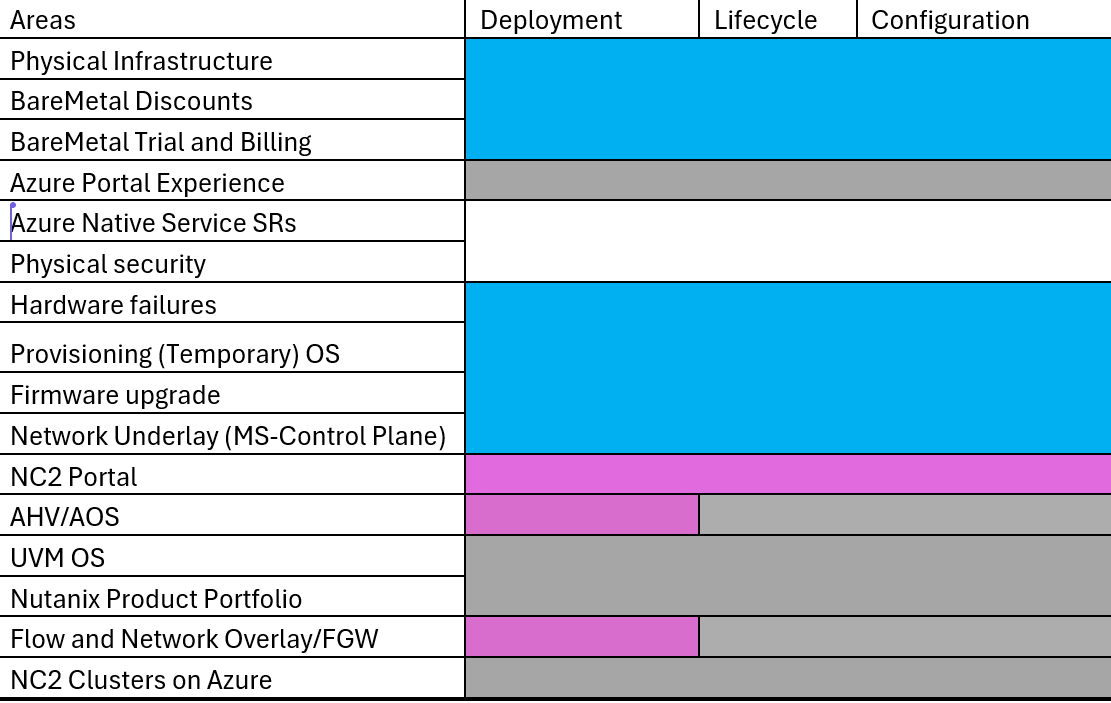 Areas
Deployment
Lifecycle
Configuration
Physical Infrastructure
BareMetal Discounts
BareMetal Trial and Billing
Azure Portal Experience
Azure Native Service SRs
Physical security
Hardware failures
Provisioning (Temporary) OS
Firmware upgrade
Network Underlay (MS-Control Plane)
NC2 Portal
AHV/AOS
UVM OS
Nutanix Product Portfolio
Flow and Network Overlay/FGW
NC2 Clusters on Azure